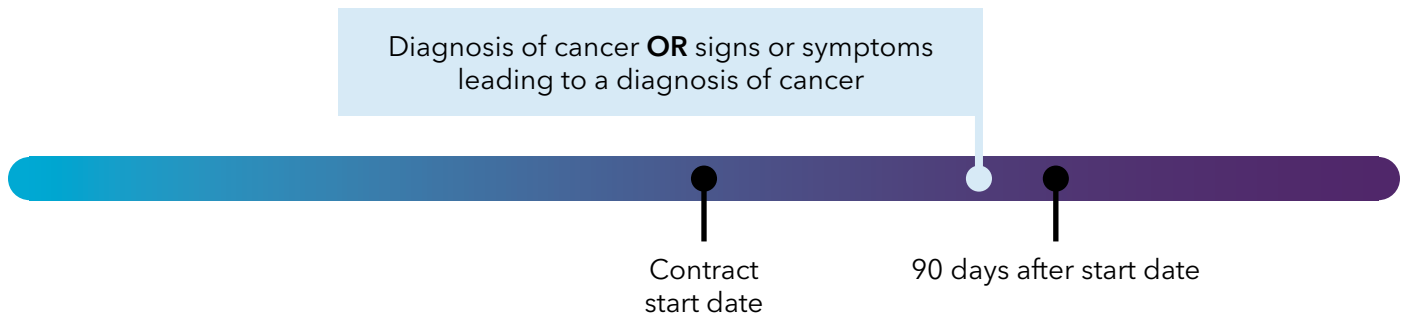 Diagnosis of cancer OR signs or symptoms
leading to a diagnosis of cancer
Contract
start date
90 days after start date